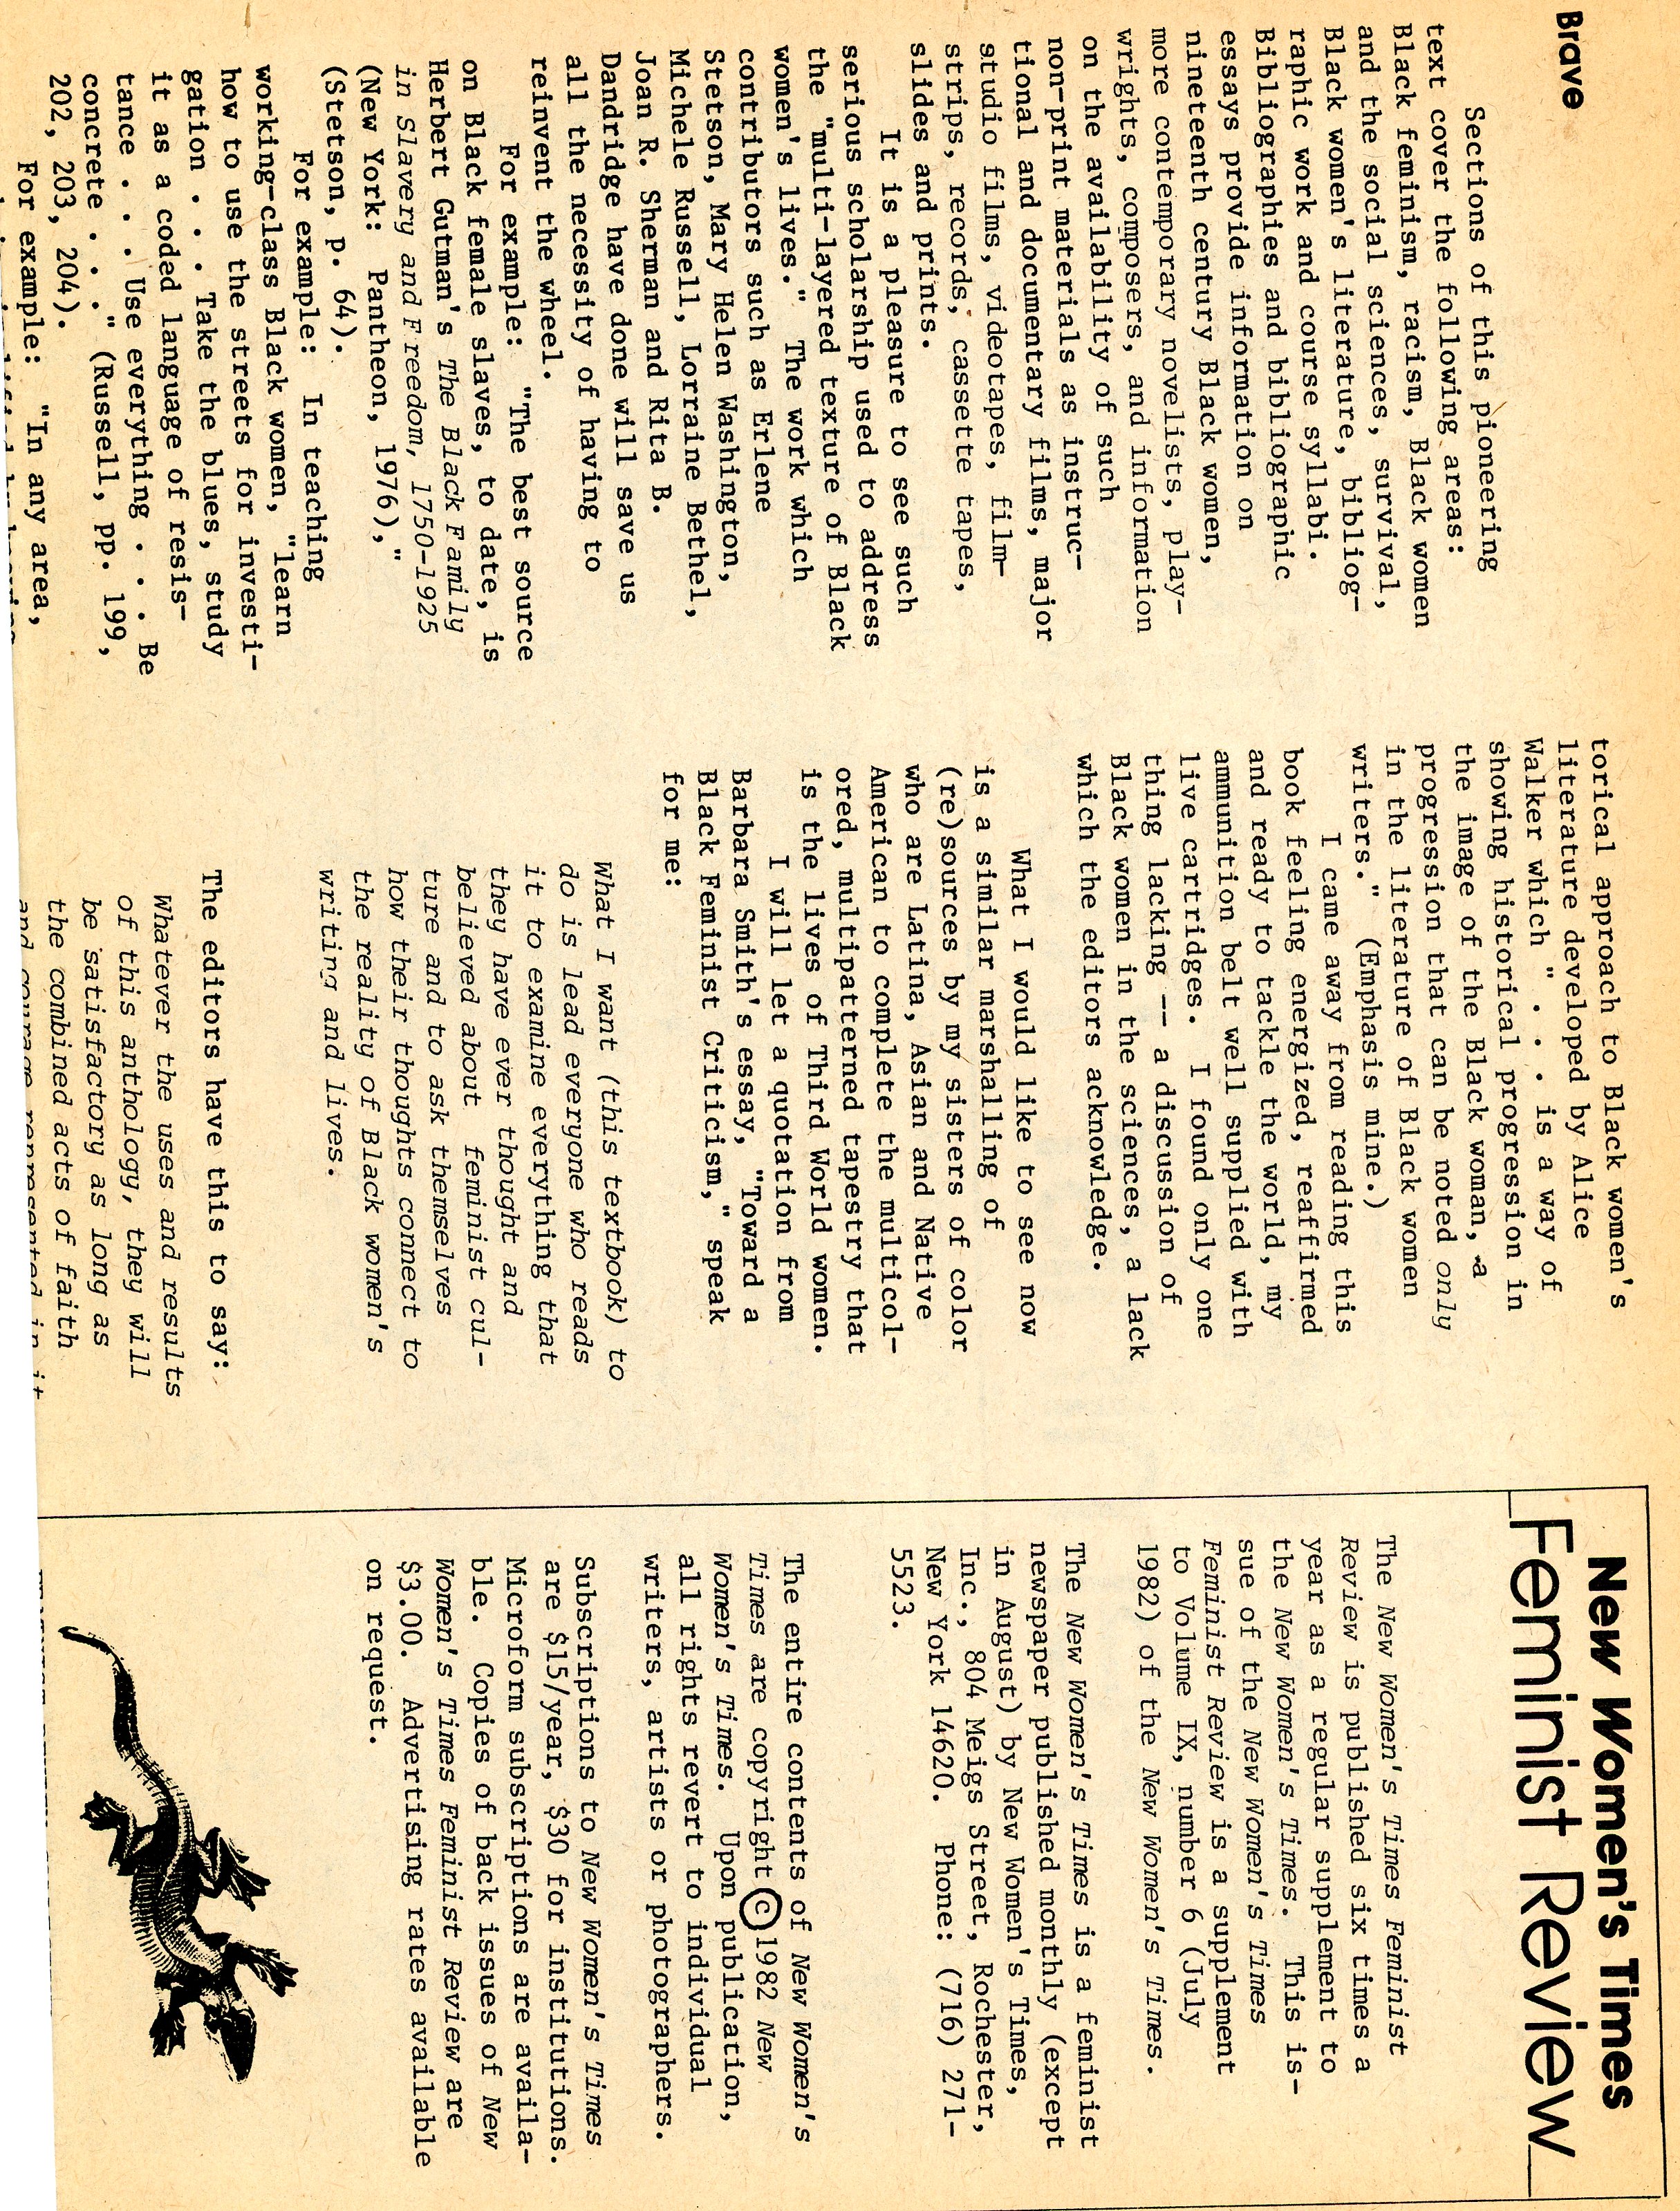 Brave
Sections of this pioneering
text cover the following areas:
Black feminism, racism, Black women
and the social sciences, survival,
Black women's literature, bibliog-
raphic work and course syllabi.
Bibliographies and bibliographic
essays provide information on
nineteenth century Black women,
more contemporary novelists, play-
wrights, composers, and information
on the availability of such
non-print materials as instruc-
tional and documentary films, major
studio films, videotapes, film-
strips, records, cassette tapes,
slides and prints.
It is a pleasure to see such
serious scholarship used to address
the "multi-layered texture of Black
women's lives." The work which
contributors such as Erlene
Stetson, Mary Helen Washington,
Michele Russell, Lorraine Bethel,
Joan R. Sherman and Rita B.
Dandridge have done will save us
all the necessity of having to
reinvent the wheel.
For example: "The best source
on Black female slaves, to date, is
Herbert Gutman's The Black Family
in Slavery and Freedom, 1750-1925
(New York: Pantheon, 1976),"
(Stetson, p. 64).
For example: In teaching
working-class Black women, "learn
how to use the streets for investi-
gation . . . Take the blues, study
it as a coded language of resis-
tance . . . Use everything . . . Be
concrete . . ." (Russell, pp. 199,
202, 203, 204).
For example: "In any area,
simplified by knowing
torical approach to Black women's
literature developed by Alice
Walker which " . . . is a way of
showing historical progression in
the image of the Black woman, a
progression that can be noted only
in the literature of Black women
writers." (Emphasis mine.)
I came away from reading this
book feeling energized, reaffirmed
and ready to tackle the world, my
ammunition belt well supplied with
live cartridges. I found only one
thing lacking -- a discussion of
Black women in the sciences, a lack
which the editors acknowledge.
What I would like to see now
is a similar marshalling of
(re)sources by my sisters of color
who are Latina, Asian and Native
American to complete the multicol-
ored, multipatterned tapestry that
is the lives of Third World women.
I will let a quotation from
Barbara Smith's essay, "Toward a
Black Feminist Criticism," speak
for me:
What I want (this textbook) to
do is lead everyone who reads
it to examine everything that
they have ever thought and
believed about feminist cul-
ture and to ask themselves
how their thoughts connect to
the reality of Black women's
writing and lives.
The editors have this to say:
Whatever the uses and results
of this anthology, they will
be satisfactory as long as
the combined acts of faith
and courage represented in it
New Women's Times
Feminist Review
The New Women's Times Feminist
Review is published six times a
year as a regular supplement to
the New Women's Times. This is-
sue of the New Women's Times
Feminist Review is a supplement
to Volume IX, number 6 (July
1982) of the New Women's Times.
The New Women's Times is a feminist
newspaper published monthly (except
in August) by New Women's Times,
Inc., 804 Meigs Street, Rochester,
New York 14620. Phone: (716) 271-
5523.
The entire contents of New Women's
Times are copyright © 1982 New
Women's Times. Upon publication,
all rights revert to individual
writers, artists or photographers.
Subscriptions to New Women's Times
are $15/year, $30 for institutions.
Microform subscriptions are availa-
ble. Copies of back issues of New
Women's Times Feminist Review are
$3.00. Advertising rates available
on request.